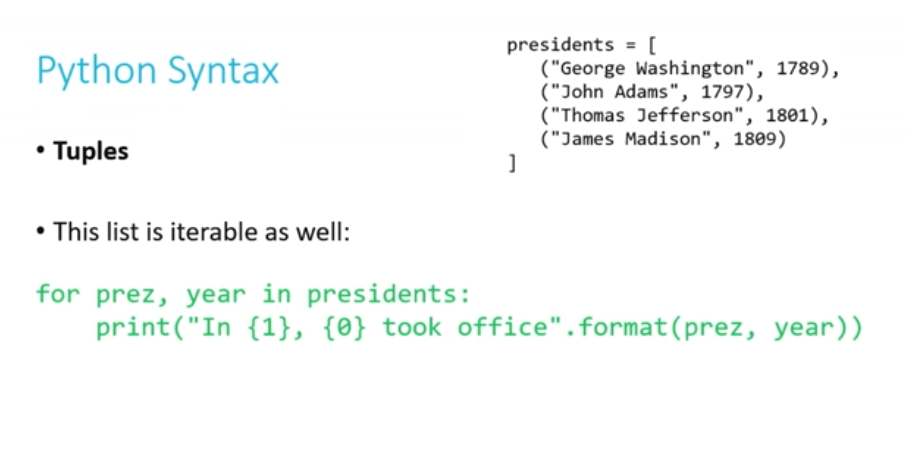 Python Syntax
presidents = [
("George Washington", 1789),
("John Adams", 1797),
("Thomas Jefferson", 1801),
("James Madison", 1809)
]
• Tuples
• This list is iterable as well:
for prez, year in presidents:
print("In {1}, {0} took office".format(prez, year))